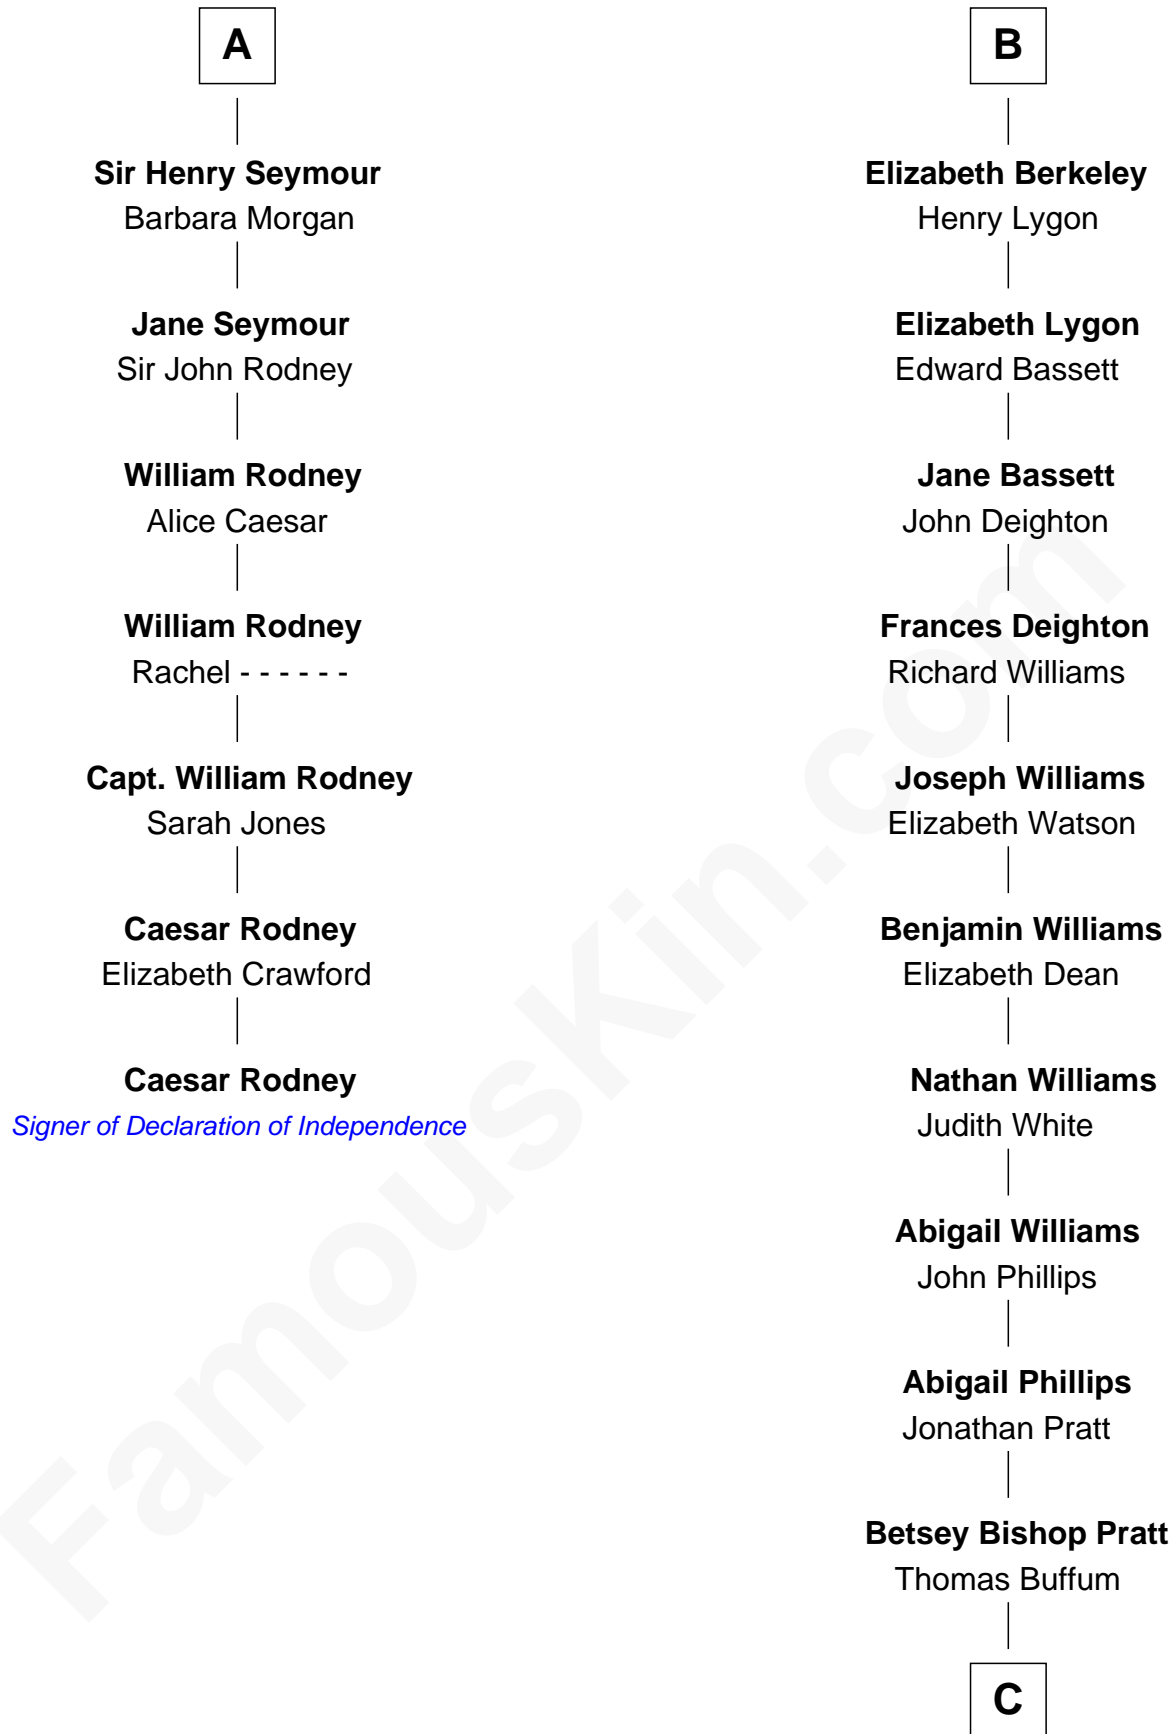 A
Sir Henry Seymour
Barbara Morgan
Jane Seymour
Sir John Rodney
William Rodney
Alice Caesar
William Rodney
Rachel - - - - - -
Capt. William Rodney
Sarah Jones
Caesar Rodney
Elizabeth Crawford
Caesar Rodney
Signer of Declaration of Independence
B
Elizabeth Berkeley
Henry Lygon
Elizabeth Lygon
Edward Bassett
Jane Bassett
John Deighton
Frances Deighton
Richard Williams
Joseph Williams
Elizabeth Watson
Benjamin Williams
Elizabeth Dean
Nathan Williams
Judith White
Abigail Williams
John Phillips
Abigail Phillips
Jonathan Pratt
Betsey Bishop Pratt
Thomas Buffum
C
FamousKin.com